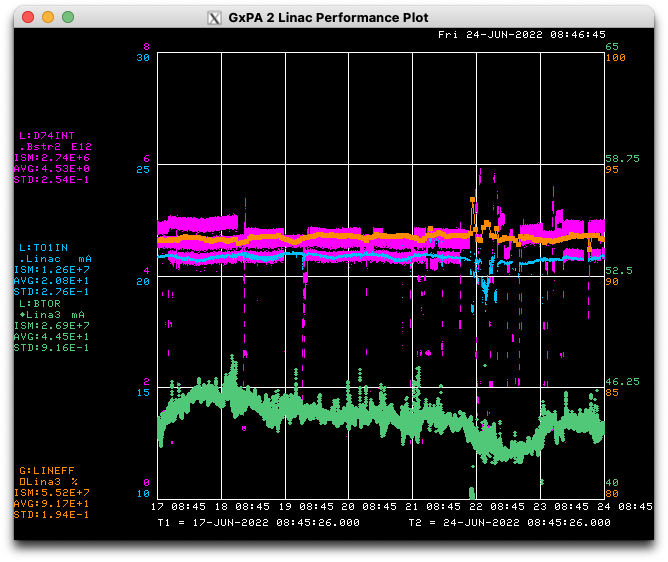 GxPA 2 Linac Performance Plot
Fri 24-JUN-2022 08:46:45
8 65
30 100
L:D74INT
.Bstr2 E12
ISM:2.74E+6
AVG:4.53E+0
STD:2.54E-1
6 58.75
25 95
L:TO1IN
.Linac mA
ISM:1.26E+7
AVG:2.08E+1
STD:2.76E-1
4 52.5
20 90
L:BTOR
◆Lina3 mA
ISM:2.69E+7
AVG:4.45E+1
STD:9.16E-1
2 46.25
15 85
G:LINEFF
□Lina3 %
ISM:5.52E+7
AVG:9.17E+1
STD:1.94E-1
0 40
10 80
17 08:45 18 08:45 19 08:45 20 08:45 21 08:45 22 08:45 23 08:45 24 08:45
T1 = 17-JUN-2022 08:45:26.000 T2 = 24-JUN-2022 08:45:26.000